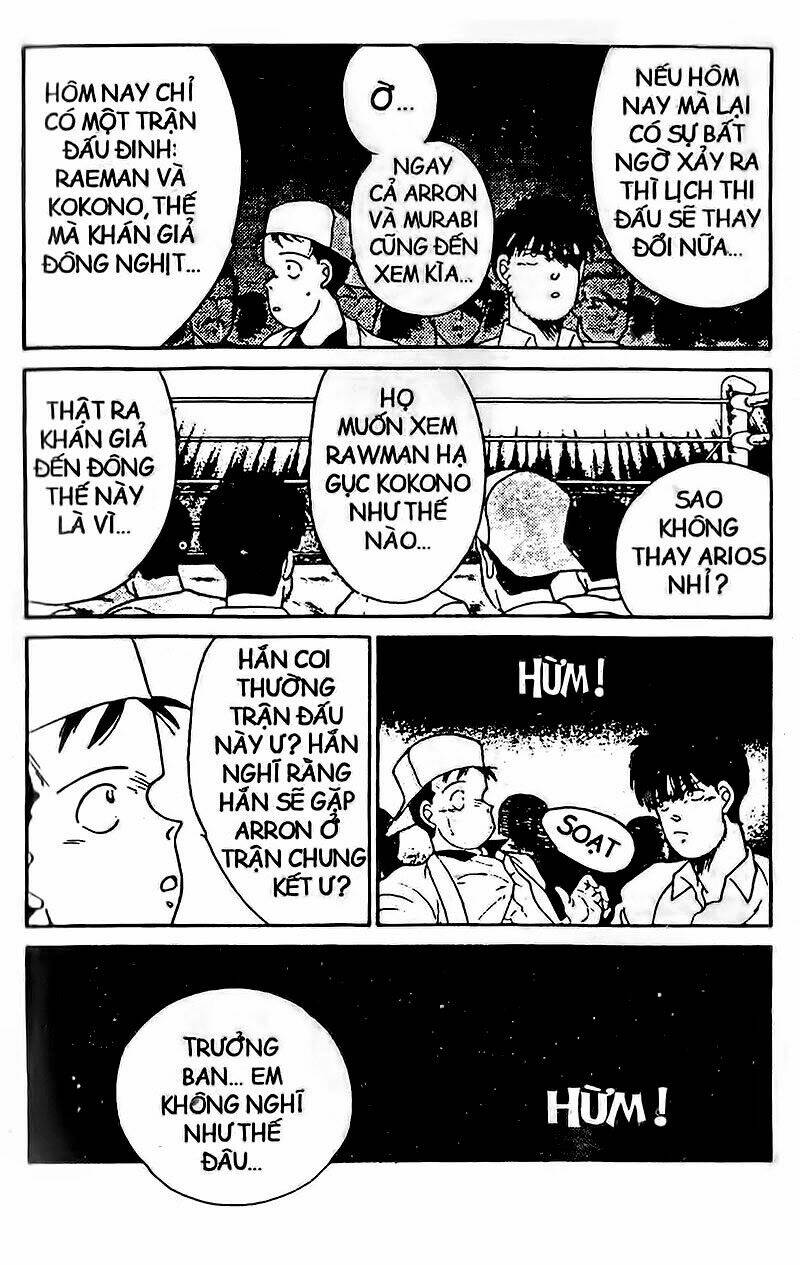 HÔM NAY CHỈ
CÓ MỘT TRẬN
ĐẤU ĐINH:
RAEMAN VÀ
KOKONO, THẾ
MÀ KHÁN GIẢ
ĐÔNG NGHỊT...
Ờ...
NGAY
CẢ ARRON
VÀ MURABI
CŨNG ĐẾN
XEM KÌA...
NẾU HÔM
NAY MÀ LẠI
CÓ SỰ BẤT
NGỜ XẢY RA
THÌ LỊCH THI
ĐẤU SẼ THAY
ĐỔI NỮA...
THẬT RA
KHÁN GIẢ
ĐẾN ĐÔNG
THẾ NÀY
LÀ VÌ...
HỌ
MUỐN XEM
RAWMAN HẠ
GỤC KOKONO
NHƯ THẾ
NÀO...
SAO
KHÔNG
THAY ARIOS
NHỈ?
HẮN COI
THƯỜNG
TRẬN ĐẤU
NÀY Ư? HẮN
NGHĨ RẰNG
HẮN SẼ GẶP
ARRON Ở
TRẬN CHUNG
KẾT Ư?
HỪM!
SOẠT
TRƯỞNG
BAN... EM
KHÔNG NGHĨ
NHƯ THẾ
ĐÂU...
HỪM!